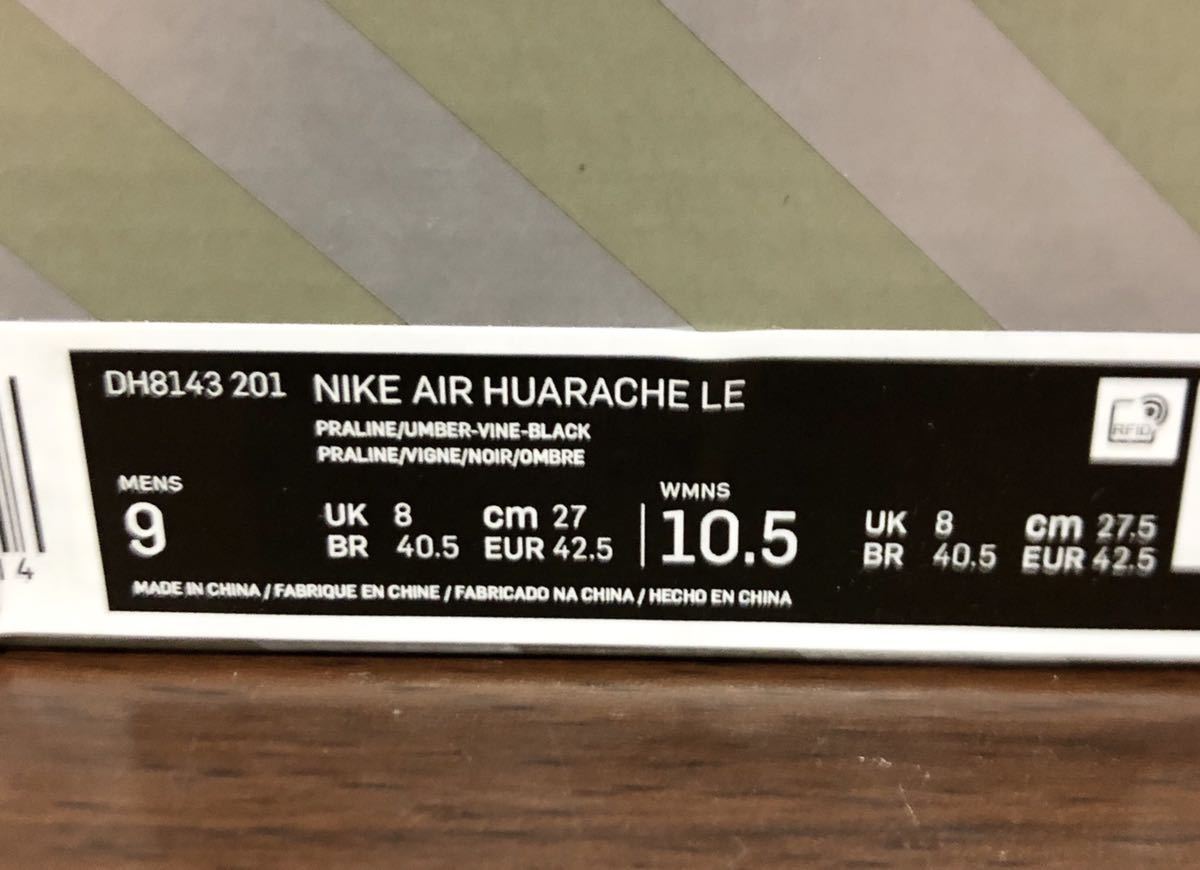 DH8143 201 NIKE AIR HUARACHE LE
PRALINE/UMBER-VINE-BLACK
PRALINE/VIGNE/NOIR/OMBRE
RFID
MENS
9
UK 8 cm 27
BR 40.5 EUR 42.5
WMNS
10.5
UK 8 cm 27.5
BR 40.5 EUR 42.5
MADE IN CHINA / FABRIQUE EN CHINE / FABRICADO NA CHINA / HECHO EN CHINA
4